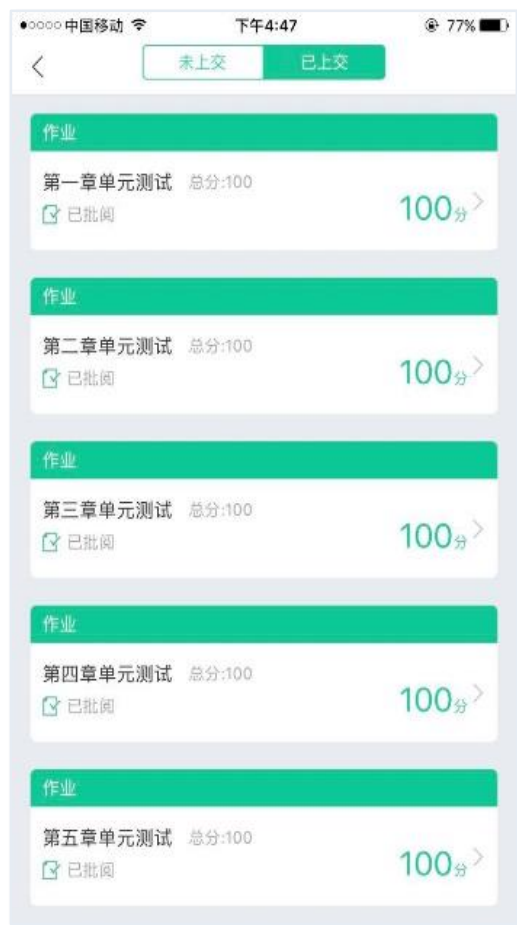 中国移动 下午4:47 77%
未上交 已上交
作业
第一章单元测试 总分:100
已批阅 100分
作业
第二章单元测试 总分:100
已批阅 100分
作业
第三章单元测试 总分:100
已批阅 100分
作业
第四章单元测试 总分:100
已批阅 100分
作业
第五章单元测试 总分:100
已批阅 100分